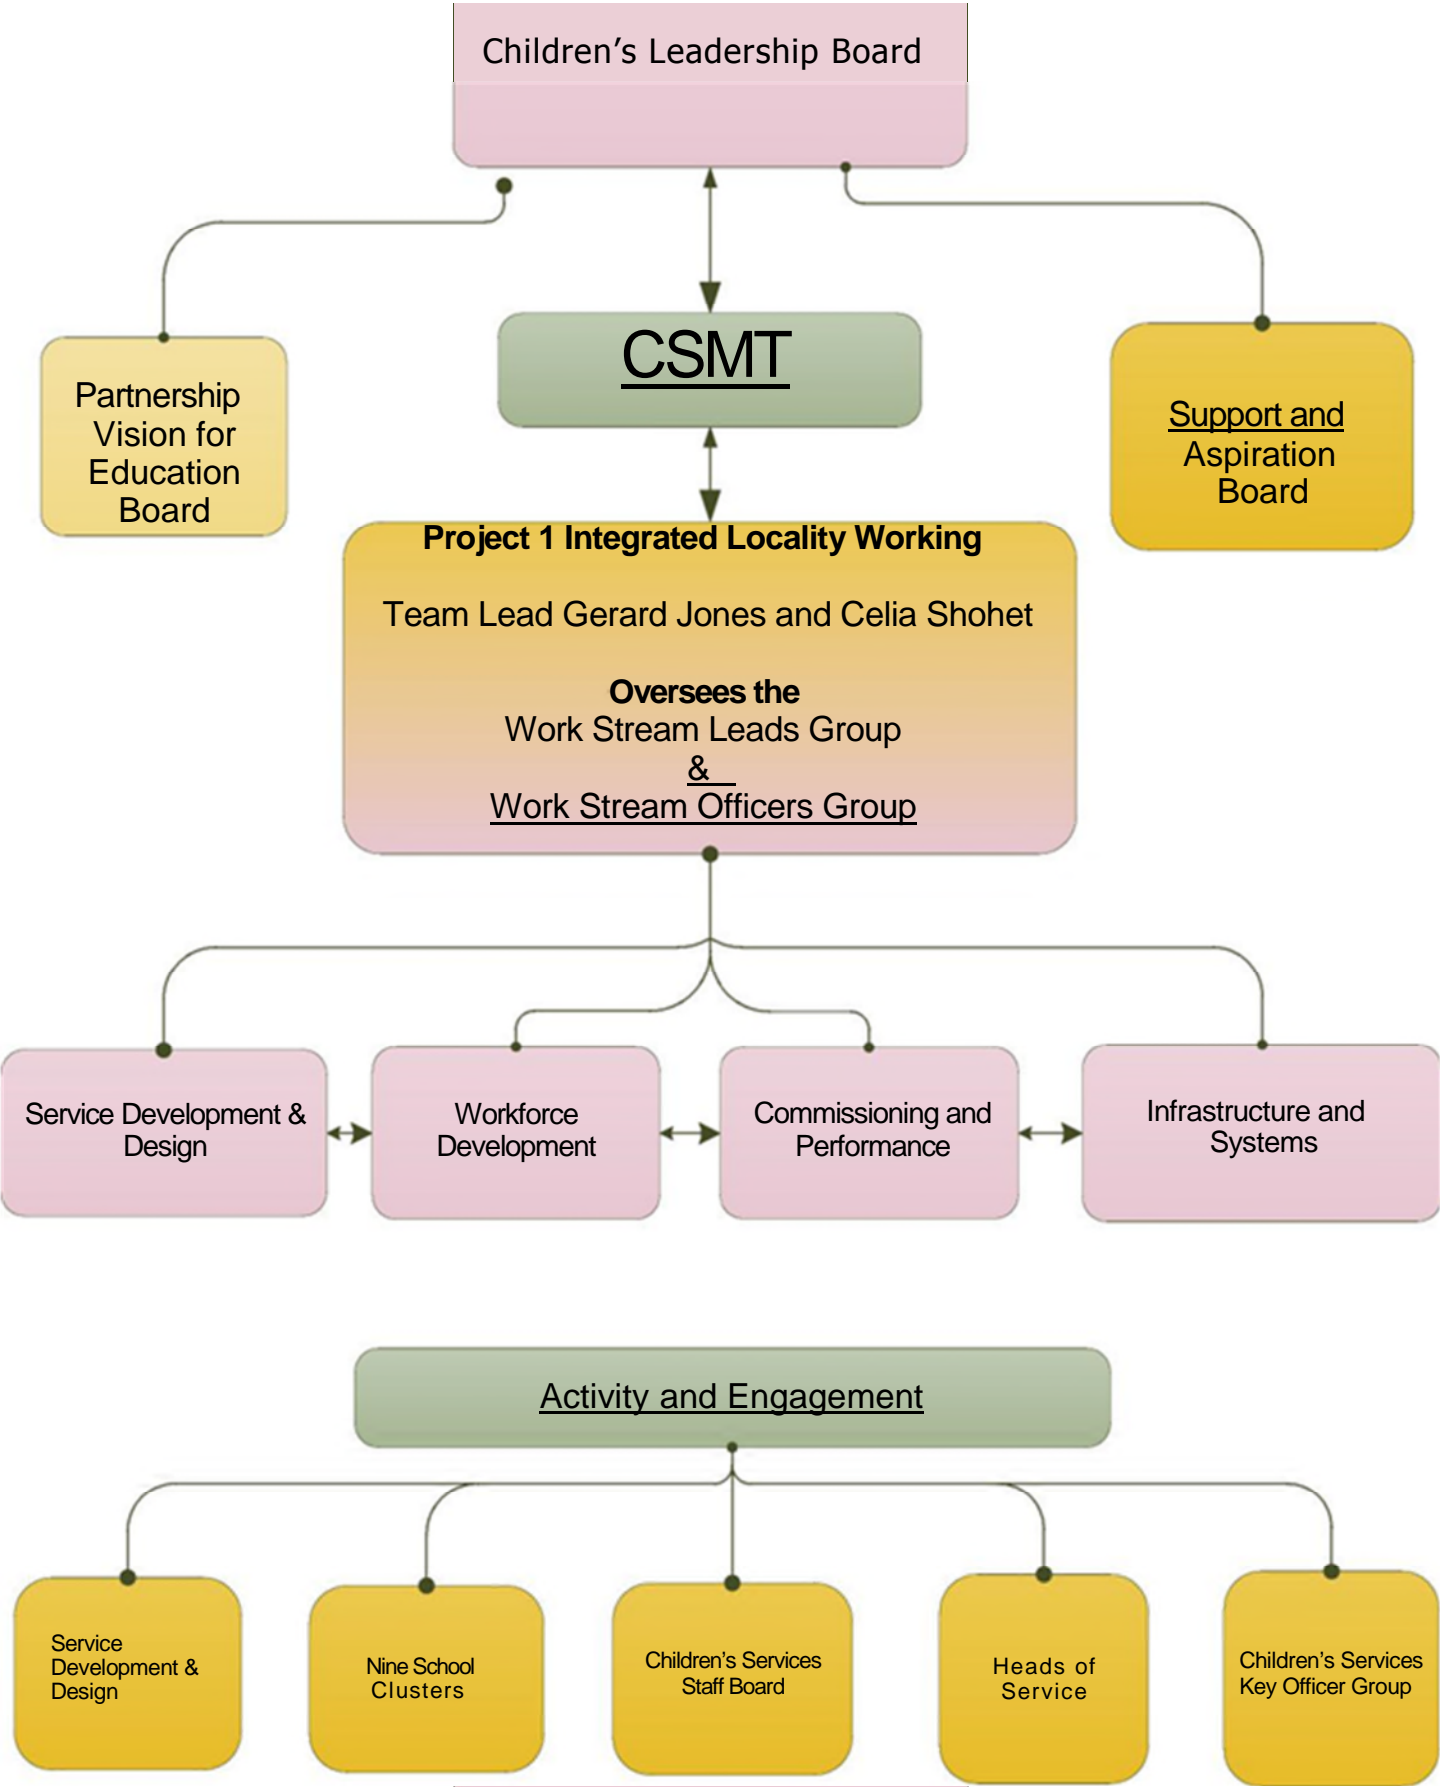 Children’s Leadership Board
CSMT
Partnership
Vision for
Education
Board
Support and
Aspiration
Board
Project 1 Integrated Locality Working
Team Lead Gerard Jones and Celia Shohet
Oversees the
Work Stream Leads Group
&
Work Stream Officers Group
Service Development &
Design
Workforce
Development
Commissioning and
Performance
Infrastructure and
Systems
Activity and Engagement
Service
Development &
Design
Nine School
Clusters
Children’s Services
Staff Board
Heads of
Service
Children’s Services
Key Officer Group